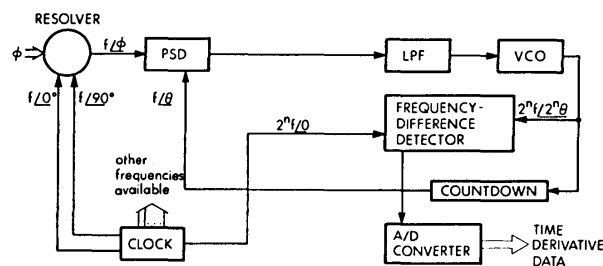 RESOLVER
ϕ
f/ϕ
PSD
LPF
VCO
f/0°
f/90°
f/θ
2ⁿf/0
FREQUENCY-
DIFFERENCE
DETECTOR
2ⁿf/2ⁿθ
other
frequencies
available
COUNTDOWN
CLOCK
A/D
CONVERTER
TIME
DERIVATIVE
DATA